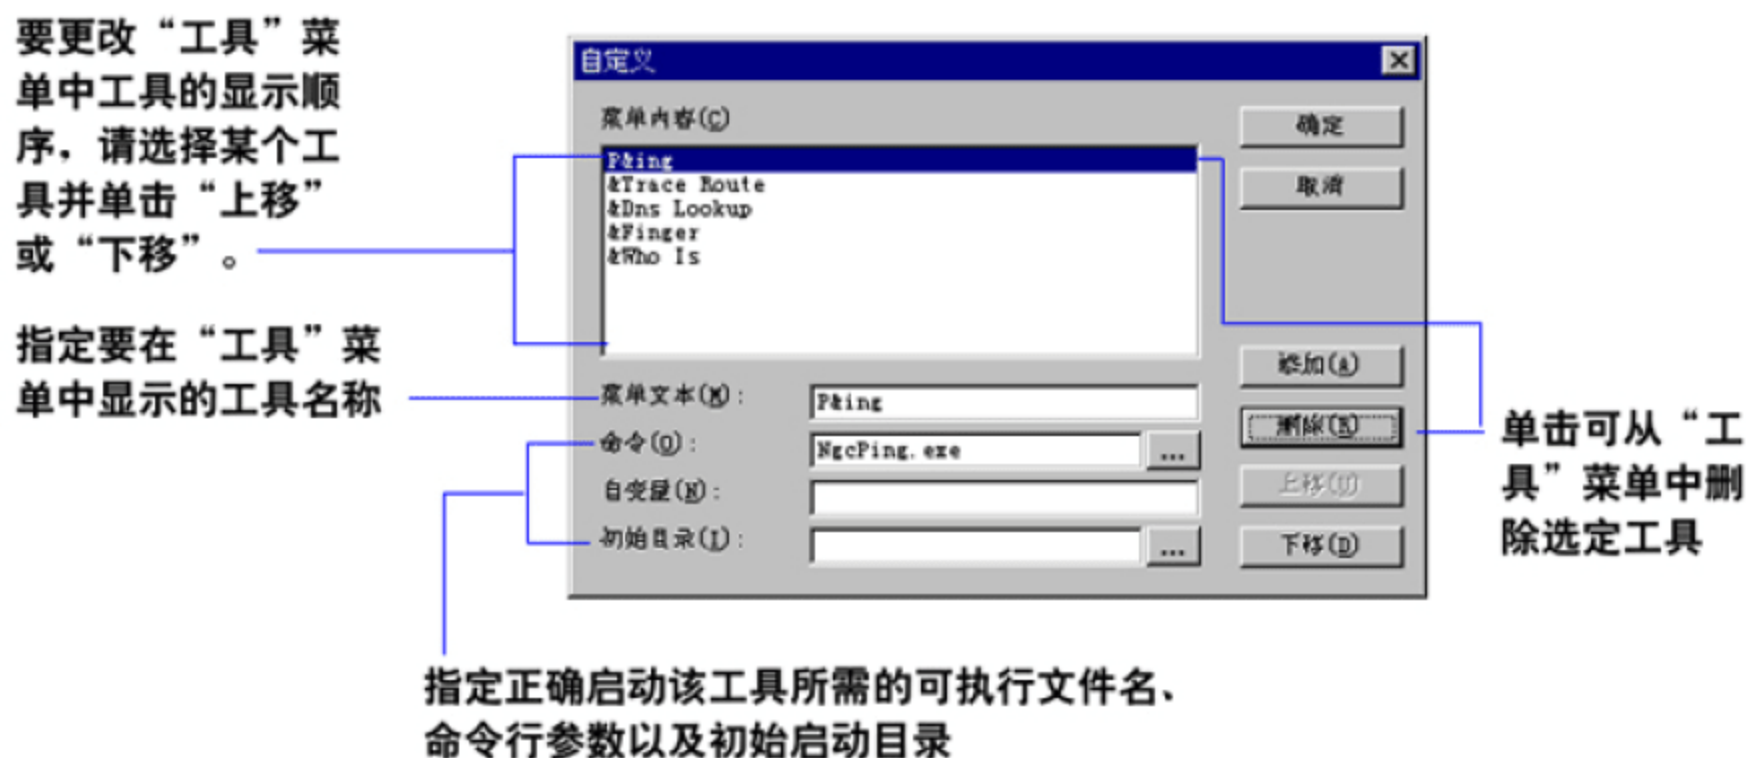 要更改“工具”菜
单中工具的显示顺
序，请选择某个工
具并单击“上移”
或“下移”。
指定要在“工具”菜
单中显示的工具名称
自定义
菜单内容(C)
P&ing
&Trace Route
&Dns Lookup
&Finger
&Who Is
菜单文本(M):
P&ing
命令(O):
NgcPing.exe
...
自变量(N):
初始目录(I):
...
确定
取消
添加(A)
删除(R)
上移(U)
下移(D)
单击可从“工
具”菜单中删
除选定工具
指定正确启动该工具所需的可执行文件名、
命令行参数以及初始启动目录